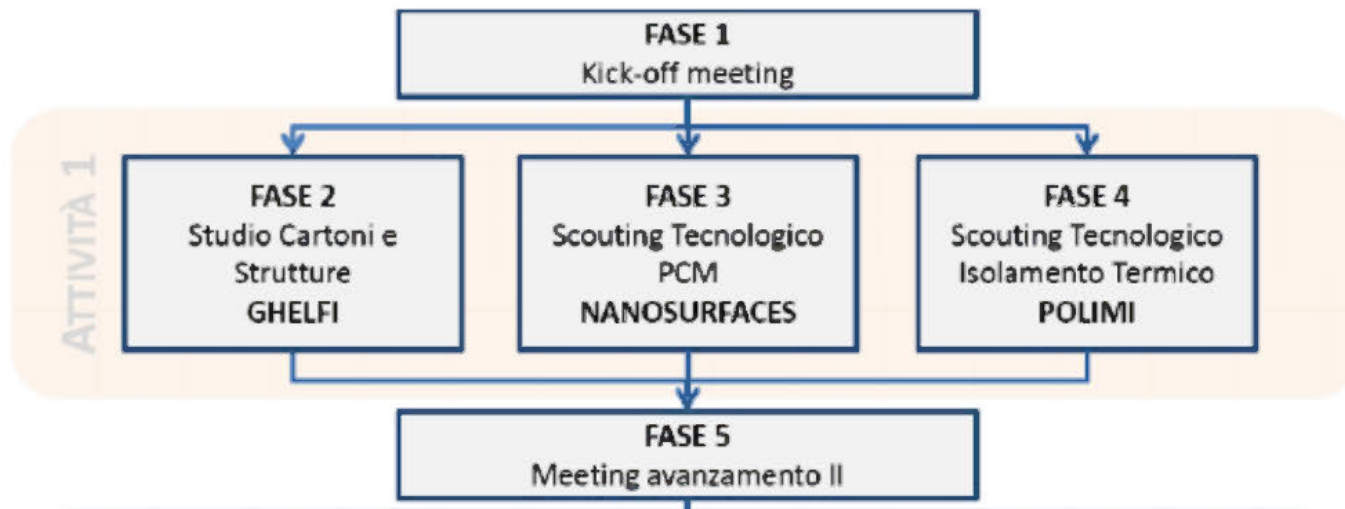 FASE 1
Kick-off meeting
ATTIVITÀ 1
FASE 2
Studio Cartoni e
Strutture
GHELFI
FASE 3
Scouting Tecnologico
PCM
NANOSURFACES
FASE 4
Scouting Tecnologico
Isolamento Termico
POLIMI
FASE 5
Meeting avanzamento II